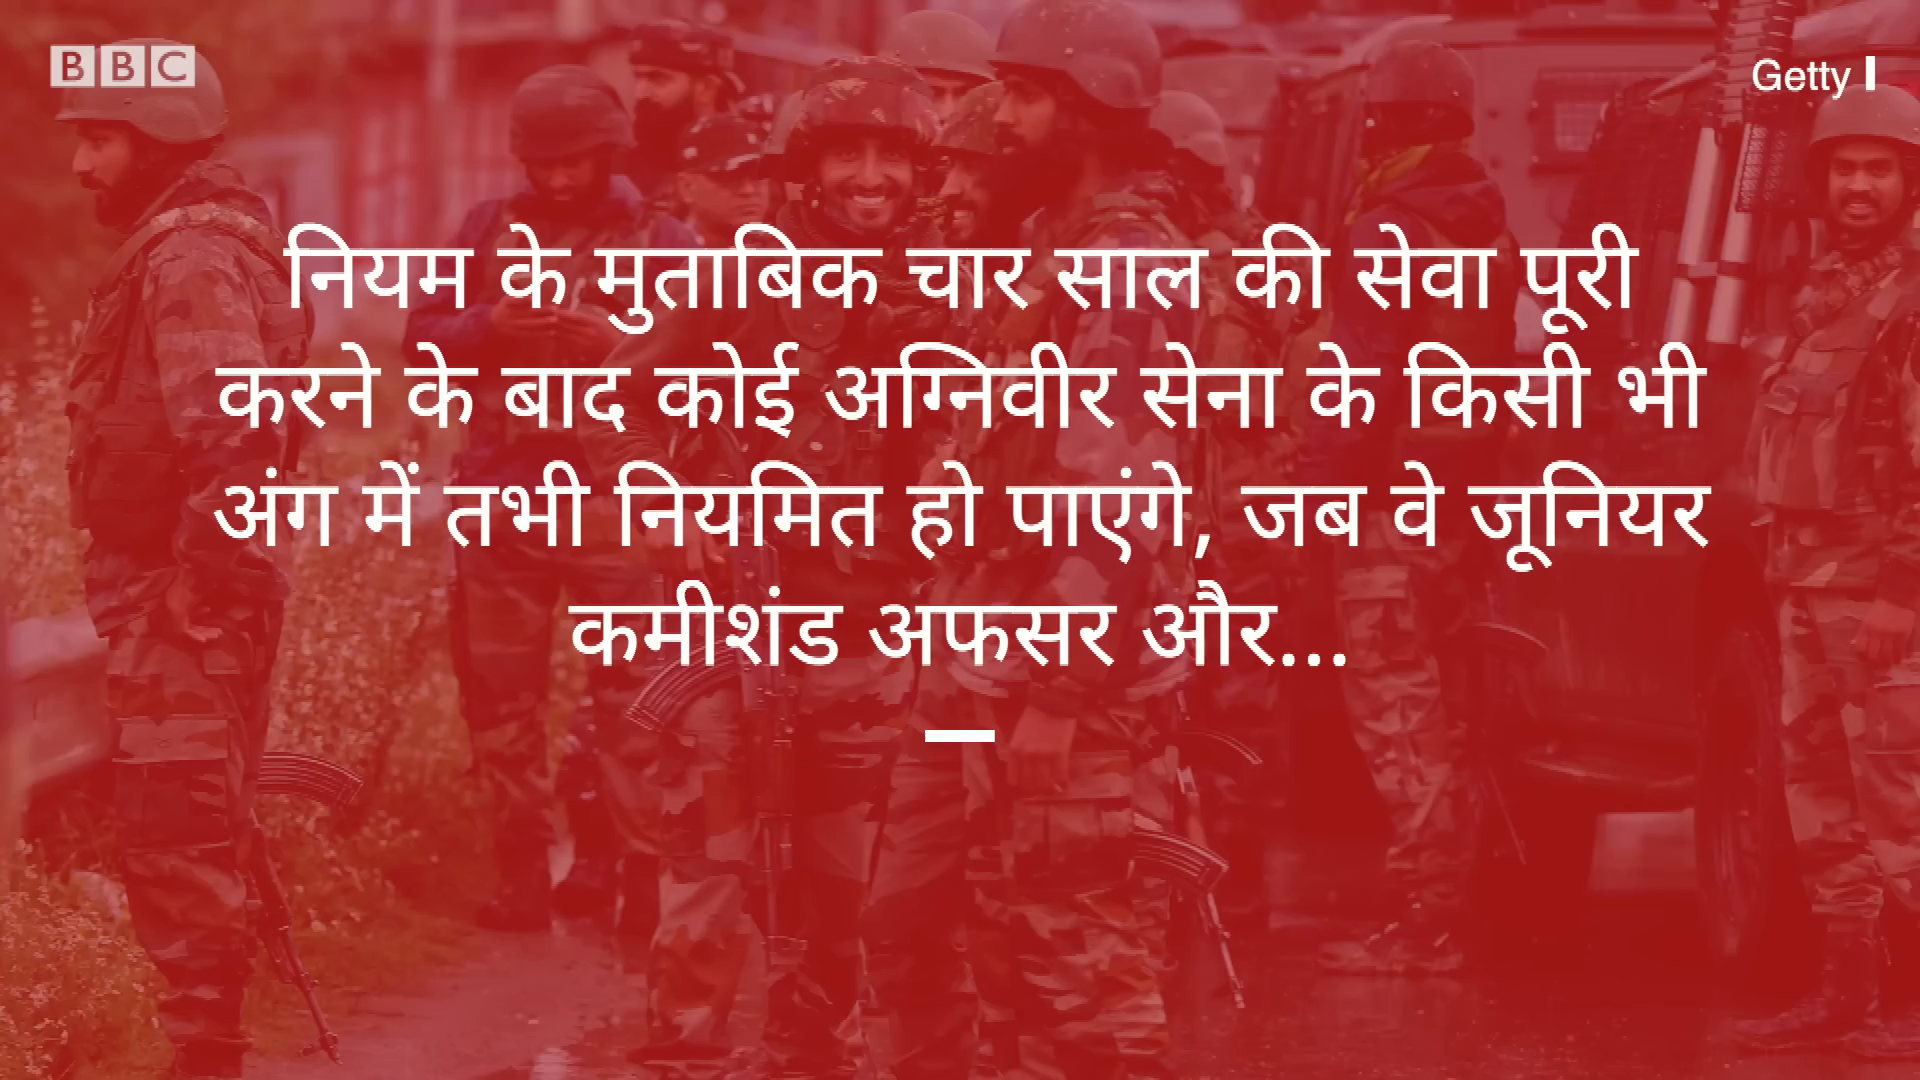 BBC
Getty
नियम के मुताबिक चार साल की सेवा पूरी
करने के बाद कोई अग्निवीर सेना के किसी भी
अंग में तभी नियमित हो पाएंगे, जब वे जूनियर
कमीशंड अफसर और...